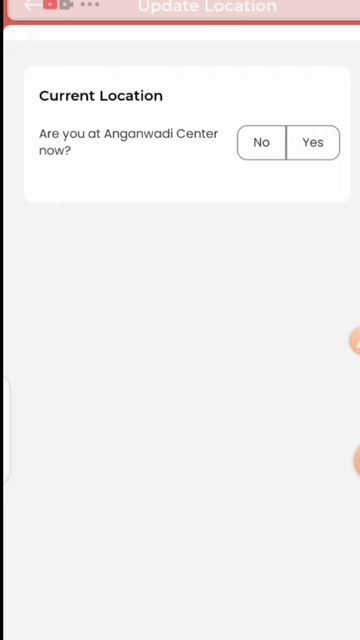 Update Location
Current Location
Are you at Anganwadi Center
now?
No
Yes